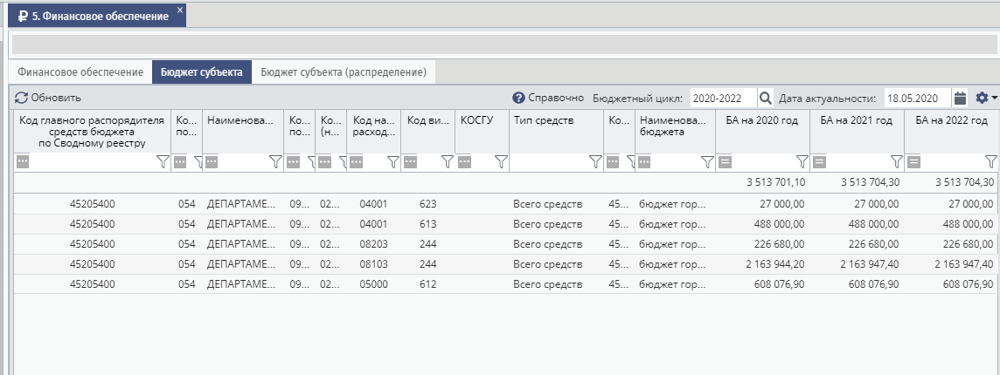 ₽ 5. Финансовое обеспечение ×
Финансовое обеспечение Бюджет субъекта Бюджет субъекта (распределение)
Обновить ? Справочно Бюджетный цикл: 2020-2022 Дата актуальности: 18.05.2020
Код главного распорядителя средств бюджета по Сводному реестру Ко... по... Наименова... Ко... по... Ко... (н... Код на... расход... Код ви... КОСГУ Тип средств Ко... Наименова... бюджета БА на 2020 год БА на 2021 год БА на 2022 год
3 513 701,10 3 513 704,30 3 513 704,30
45205400 054 ДЕПАРТАМЕ... 09... 02... 04001 623 Всего средств 45... бюджет гор... 27 000,00 27 000,00 27 000,00
45205400 054 ДЕПАРТАМЕ... 09... 02... 04001 613 Всего средств 45... бюджет гор... 488 000,00 488 000,00 488 000,00
45205400 054 ДЕПАРТАМЕ... 09... 02... 08203 244 Всего средств 45... бюджет гор... 226 680,00 226 680,00 226 680,00
45205400 054 ДЕПАРТАМЕ... 09... 02... 08103 244 Всего средств 45... бюджет гор... 2 163 944,20 2 163 947,40 2 163 947,40
45205400 054 ДЕПАРТАМЕ... 09... 02... 05000 612 Всего средств 45... бюджет гор... 608 076,90 608 076,90 608 076,90